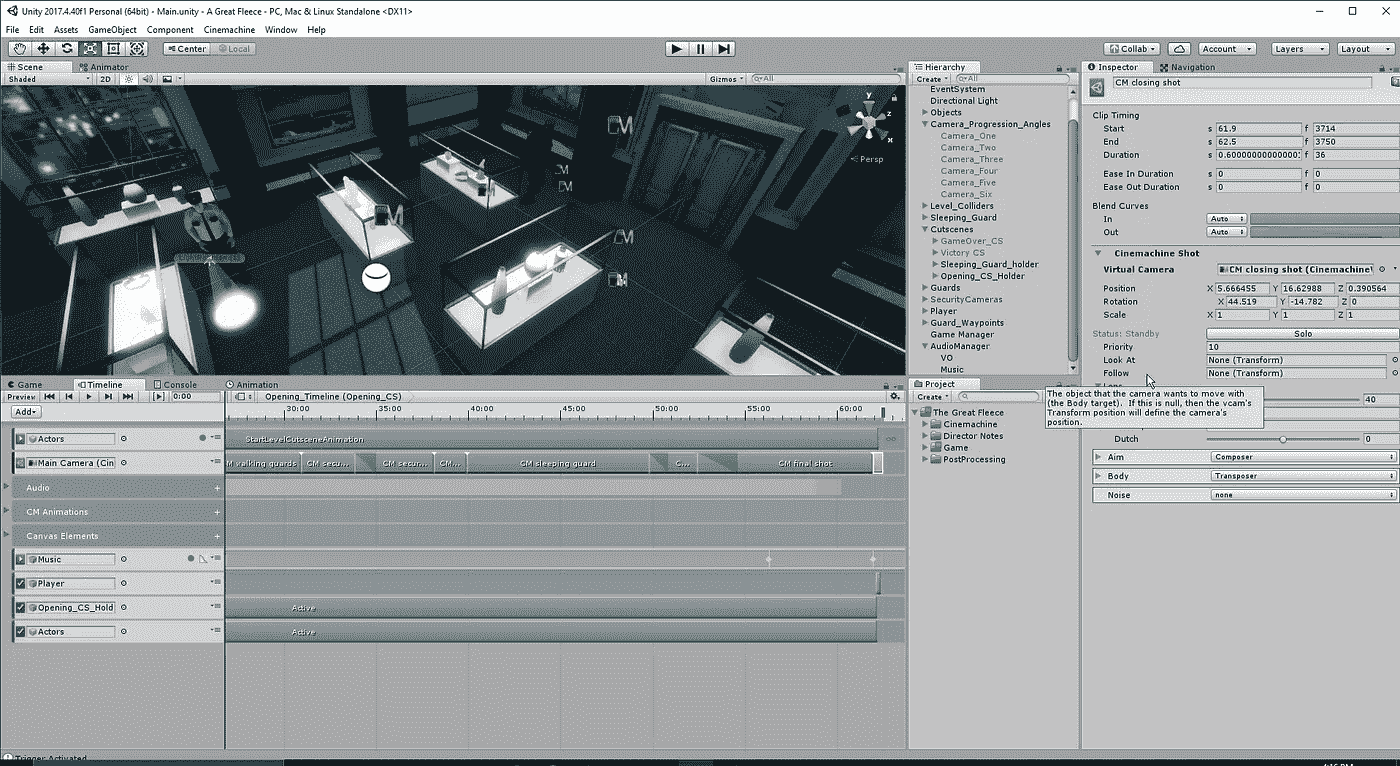 Unity 2017.4.40f1 Personal (64bit) - Main.unity - A Great Fleece - PC, Mac & Linux Standalone <DX11>
File Edit Assets GameObject Component Cinemachine Window Help
Center Local Collab Account Layers Layout
Scene Animator
Shaded 2D Gizmos All
y
z
x
Persp
Hierarchy
Create All
EventSystem
Directional Light
Objects
Camera_Progression_Angles
Camera_One
Camera_Two
Camera_Three
Camera_Four
Camera_Five
Camera_Six
Level_Colliders
Sleeping_Guard
Cutscenes
GameOver_CS
Victory CS
Sleeping_Guard_holder
Opening_CS_Holder
Guards
SecurityCameras
Player
Guard_Waypoints
Game Manager
AudioManager
VO
Music
Inspector Navigation
CM closing shot
Clip Timing
Start s 61.9 f 3714
End s 62.5 f 3750
Duration s 0.60000000000000 f 36
Ease In Duration s 0 f 0
Ease Out Duration s 0 f 0
Blend Curves
In Auto
Out Auto
Cinemachine Shot
Virtual Camera CM closing shot (Cinemachine
Position X 5.666455 Y 16.62988 Z 0.390564
Rotation X 44.519 Y -14.782 Z 0
Scale X 1 Y 1 Z 1
Status: Standby Solo
Priority 10
Look At None (Transform)
Follow None (Transform)
The object that the camera wants to move with
(the Body target). If this is null, then the vcam's
Transform position will define the camera's
position.
40
Dutch 0
Aim Composer
Body Transposer
Noise none
Project
Create
The Great Fleece
Cinemachine
Director Notes
Game
PostProcessing
Game Timeline Console Animation
Preview 0:00 Opening_Timeline (Opening_CS)
Add 30:00 35:00 40:00 45:00 50:00 55:00 60:00
Actors StartLevelCutsceneAnimation
Main Camera (Cin M walking guards CM secu... CM secur... CM... CM sleeping guard C... CM final shot
Audio
CM Animations
Canvas Elements
Music
Player
Opening_CS_Hold Active
Actors Active
Trigger Activated
4:16 PM